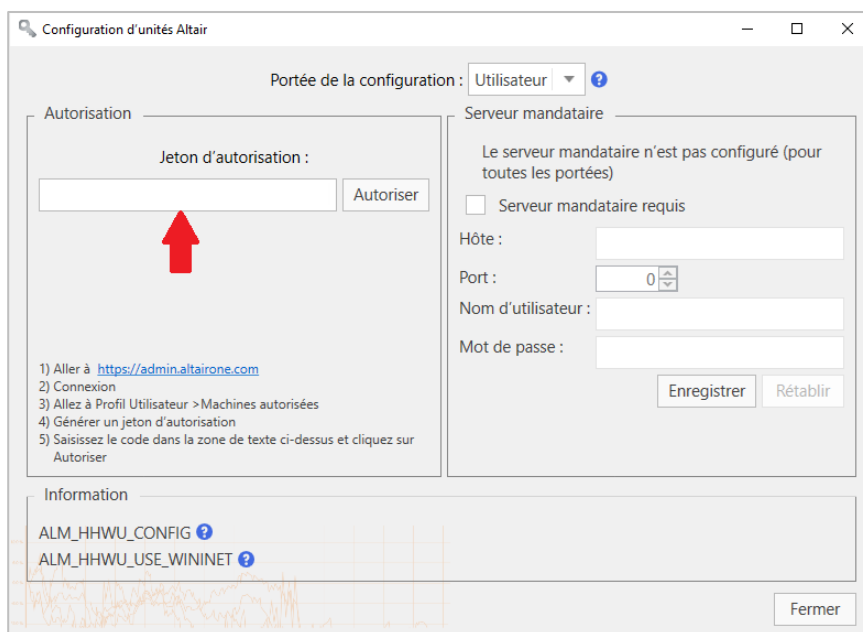 Configuration d'unités Altair
Portée de la configuration : Utilisateur
Autorisation
Jeton d'autorisation :
Autoriser
1) Aller à https://admin.altairone.com
2) Connexion
3) Allez à Profil Utilisateur >Machines autorisées
4) Générer un jeton d'autorisation
5) Saisissez le code dans la zone de texte ci-dessus et cliquez sur
Autoriser
Serveur mandataire
Le serveur mandataire n'est pas configuré (pour
toutes les portées)
Serveur mandataire requis
Hôte :
Port : 0
Nom d'utilisateur :
Mot de passe :
Enregistrer Rétablir
Information
ALM_HHWU_CONFIG ?
ALM_HHWU_USE_WININET ?
Fermer